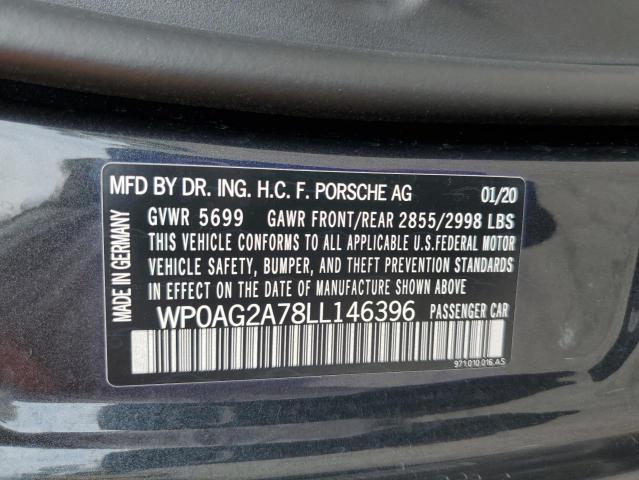 MFD BY DR. ING. H.C. F. PORSCHE AG 01/20
GVWR 5699 GAWR FRONT/REAR 2855/2998 LBS
THIS VEHICLE CONFORMS TO ALL APPLICABLE U.S. FEDERAL MOTOR
VEHICLE SAFETY, BUMPER, AND THEFT PREVENTION STANDARDS
IN EFFECT ON THE DATE OF MANUFACTURE SHOWN ABOVE
WP0AG2A78LL146396 PASSENGER CAR
971.010.016.AS
MADE IN GERMANY